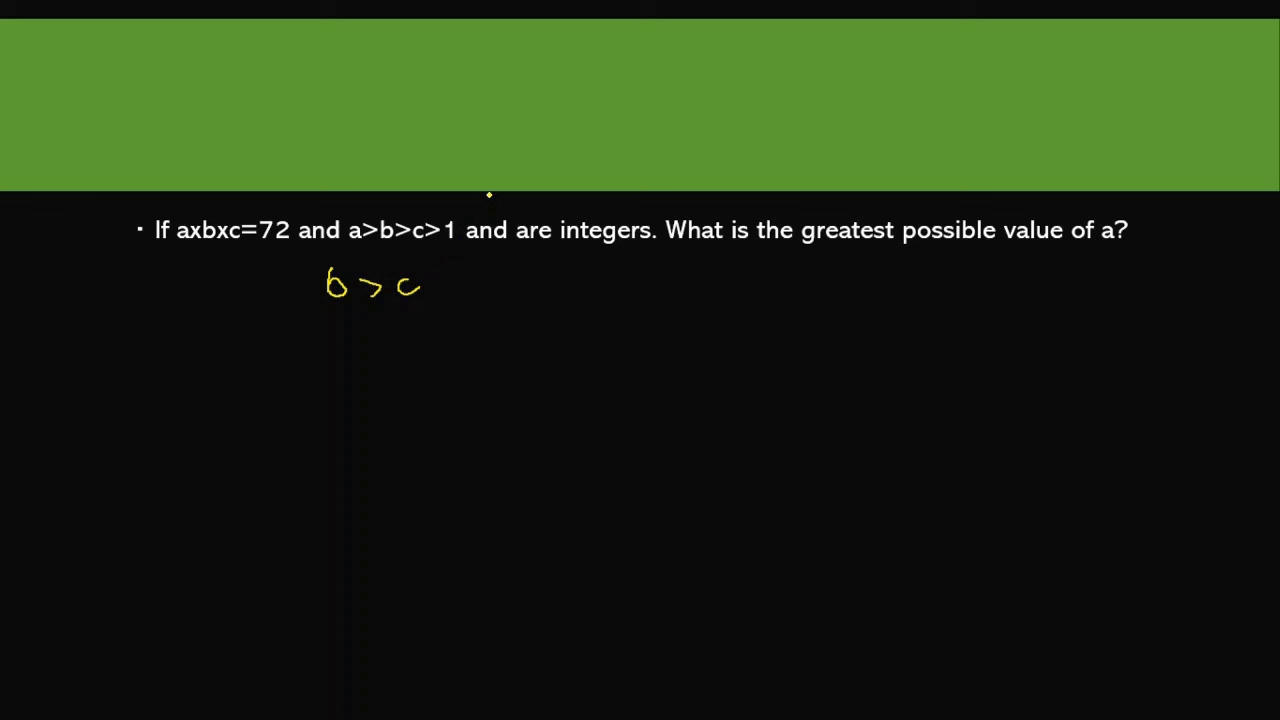 · If axbxc=72 and a>b>c>1 and are integers. What is the greatest possible value of a?
b > c